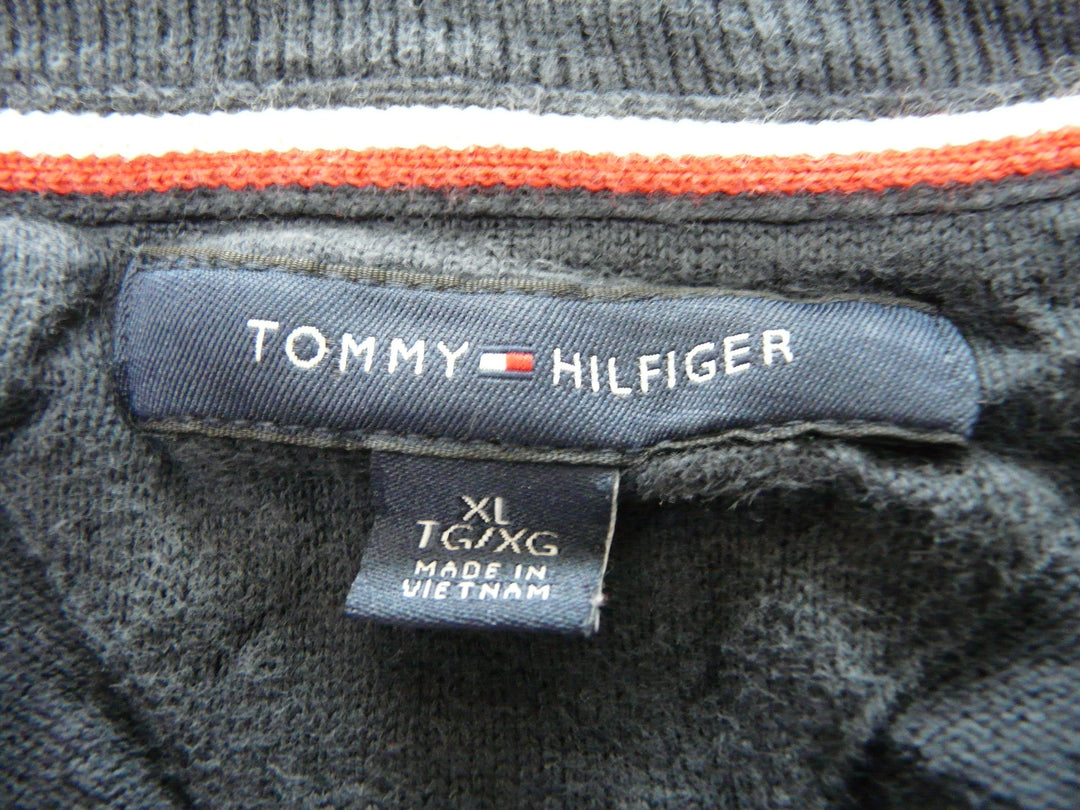 TOMMY HILFIGER
XL
TG/XG
MADE IN
VIETNAM